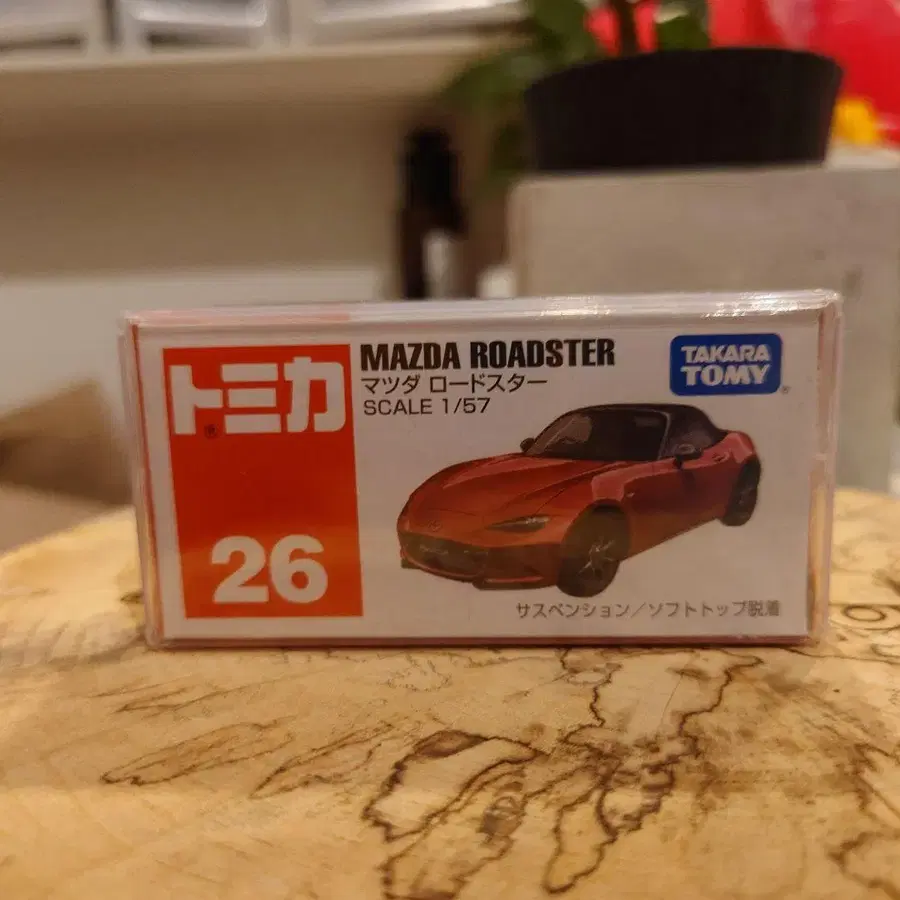 トミカ
®
26
MAZDA ROADSTER
マツダ ロードスター
SCALE 1/57
TAKARA
TOMY
®
サスペンション/ソフトトップ脱着